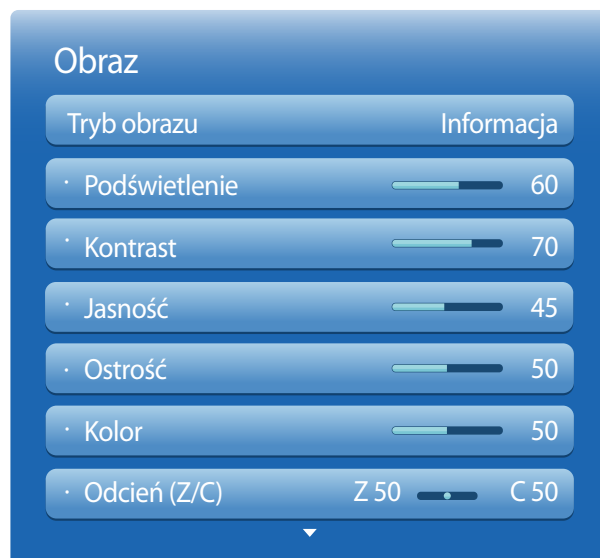 Obraz
Tryb obrazu Informacja
· Podświetlenie 60
· Kontrast 70
· Jasność 45
· Ostrość 50
· Kolor 50
· Odcień (Z/C) Z 50 C 50